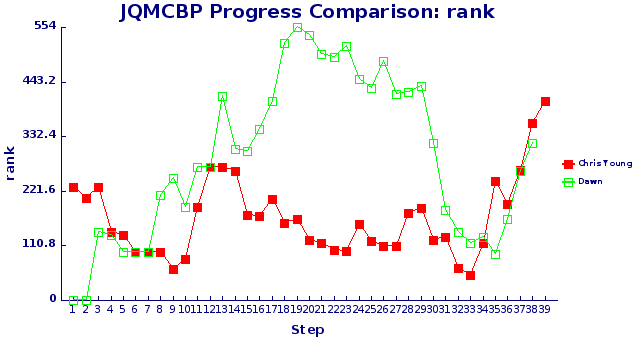 JQMCBP Progress Comparison: rank
554
443.2
332.4
221.6
110.8
0
rank
1 2 3 4 5 6 7 8 9 10 11 12 13 14 15 16 17 18 19 20 21 22 23 24 25 26 27 28 29 30 31 32 33 34 35 36 37 38 39
Step
Chris Young
Dawn